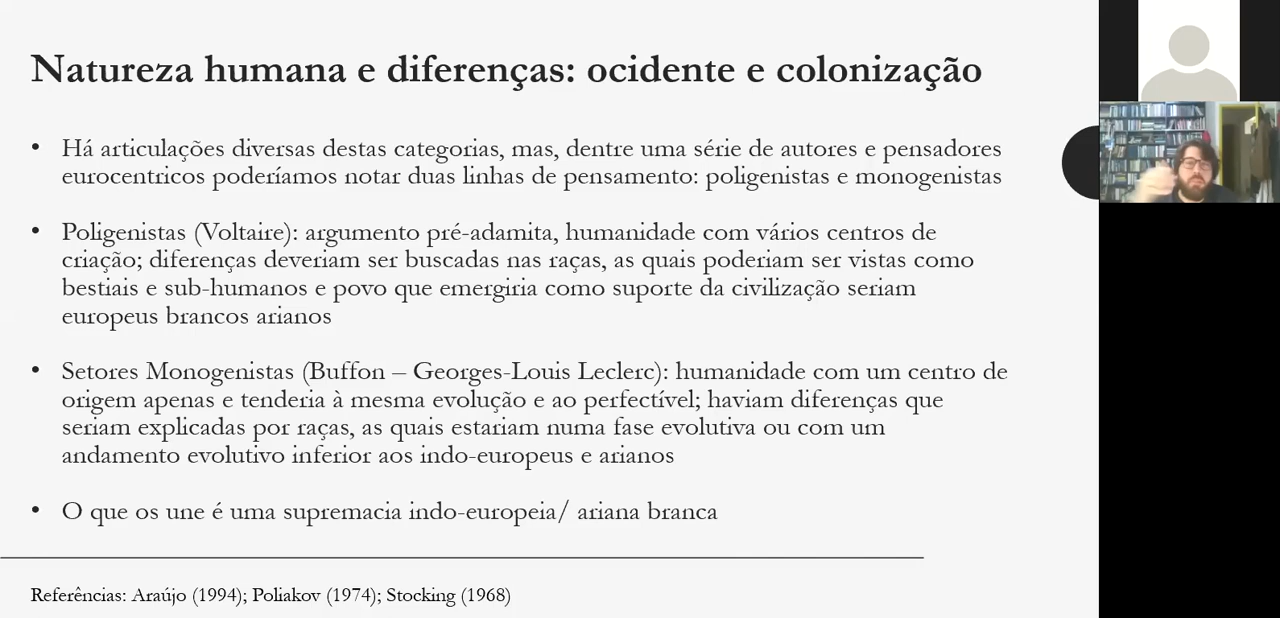 Natureza humana e diferenças: ocidente e colonização
• Há articulações diversas destas categorias, mas, dentre uma série de autores e pensadores
eurocentricos poderíamos notar duas linhas de pensamento: poligenistas e monogenistas
• Poligenistas (Voltaire): argumento pré-adamita, humanidade com vários centros de
criação; diferenças deveriam ser buscadas nas raças, as quais poderiam ser vistas como
bestiais e sub-humanos e povo que emergiria como suporte da civilização seriam
europeus brancos arianos
• Setores Monogenistas (Buffon – Georges-Louis Leclerc): humanidade com um centro de
origem apenas e tenderia à mesma evolução e ao perfectível; haviam diferenças que
seriam explicadas por raças, as quais estariam numa fase evolutiva ou com um
andamento evolutivo inferior aos indo-europeus e arianos
• O que os une é uma supremacia indo-europeia/ ariana branca
Referências: Araújo (1994); Poliakov (1974); Stocking (1968)